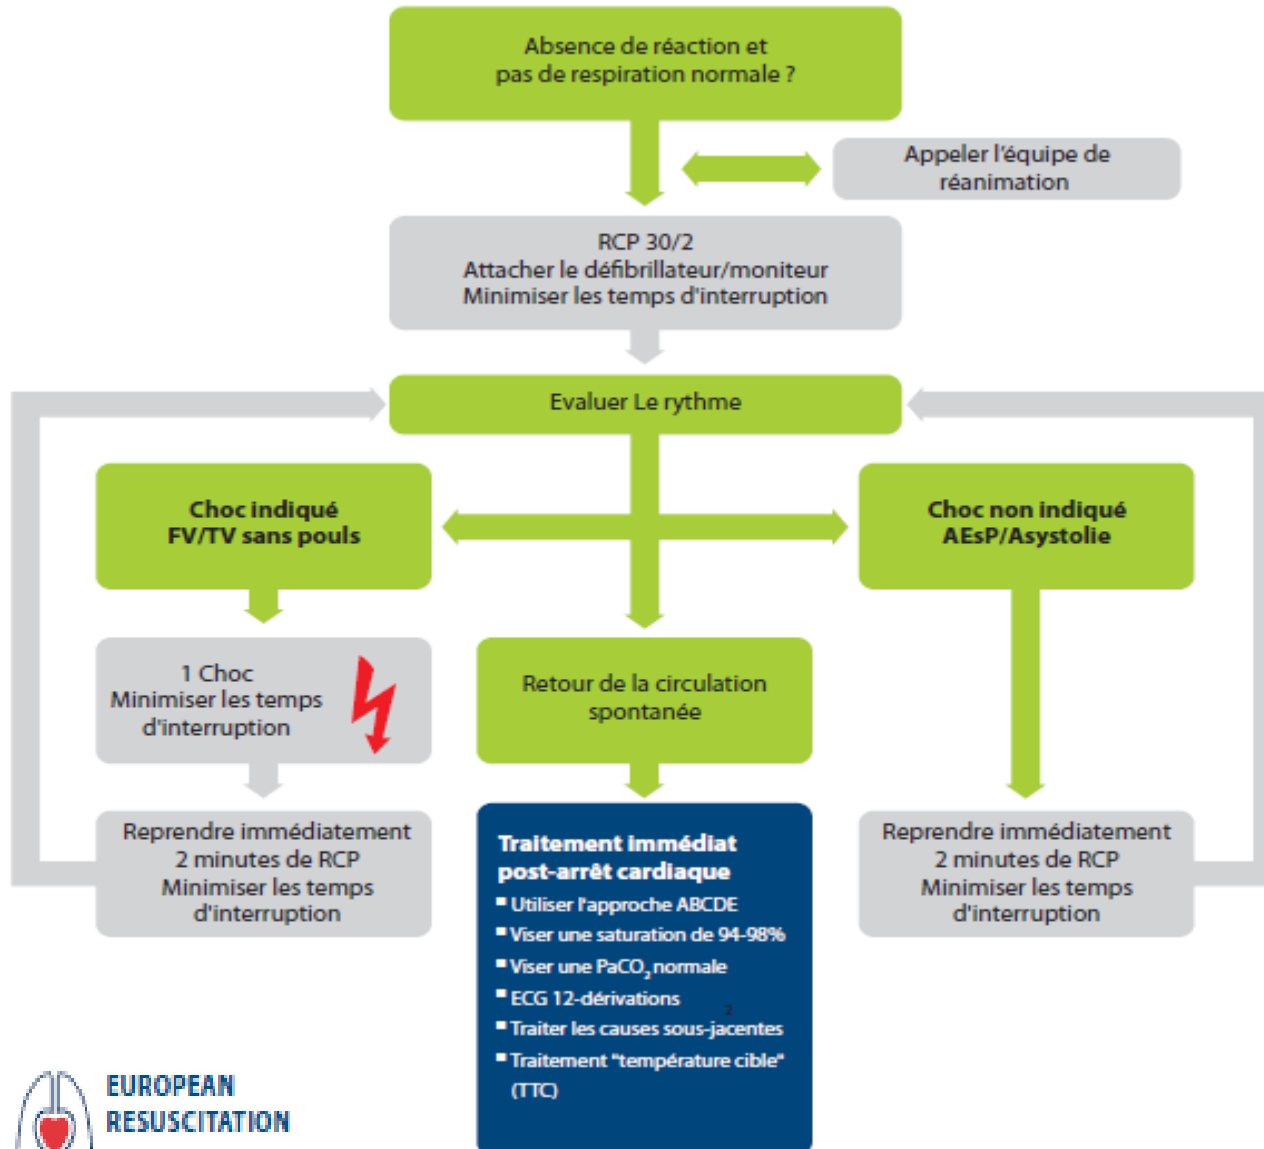 Absence de réaction et
pas de respiration normale ?
Appeler l'équipe de
réanimation
RCP 30/2
Attacher le défibrillateur/moniteur
Minimiser les temps d'interruption
Evaluer Le rythme
Choc indiqué
FV/TV sans pouls
Choc non indiqué
AEsP/Asystolie
1 Choc
Minimiser les temps
d'interruption
Retour de la circulation
spontanée
Reprendre immédiatement
2 minutes de RCP
Minimiser les temps
d'interruption
Traitement immédiat
post-arrêt cardiaque
▪ Utiliser l'approche ABCDE
▪ Viser une saturation de 94-98%
▪ Viser une PaCO₂ normale
▪ ECG 12-dérivations
2
▪ Traiter les causes sous-jacentes
▪ Traitement "température cible"
(TTC)
Reprendre immédiatement
2 minutes de RCP
Minimiser les temps
d'interruption
EUROPEAN
RESUSCITATION